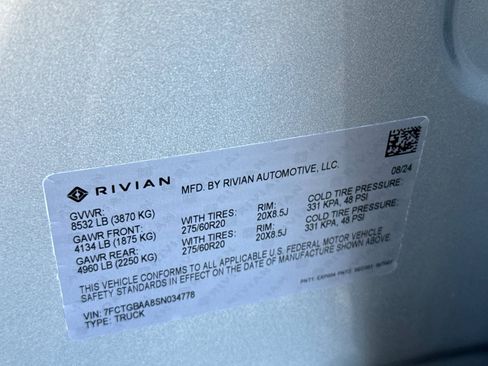 RIVIAN MFD. BY RIVIAN AUTOMOTIVE, LLC. 08/24
GVWR:
8532 LB (3870 KG) WITH TIRES: RIM: COLD TIRE PRESSURE:
GAWR FRONT: 275/60R20 20X8.5J 331 KPA, 48 PSI
4134 LB (1875 KG) WITH TIRES: RIM: COLD TIRE PRESSURE:
GAWR REAR: 275/60R20 20X8.5J 331 KPA, 48 PSI
4960 LB (2250 KG)
THIS VEHICLE CONFORMS TO ALL APPLICABLE U.S. FEDERAL MOTOR VEHICLE
SAFETY STANDARDS IN EFFECT ON THE DATE OF MANUFACTURE SHOWN ABOVE.
VIN: 7FCTGBAA8SN034778
TYPE: TRUCK